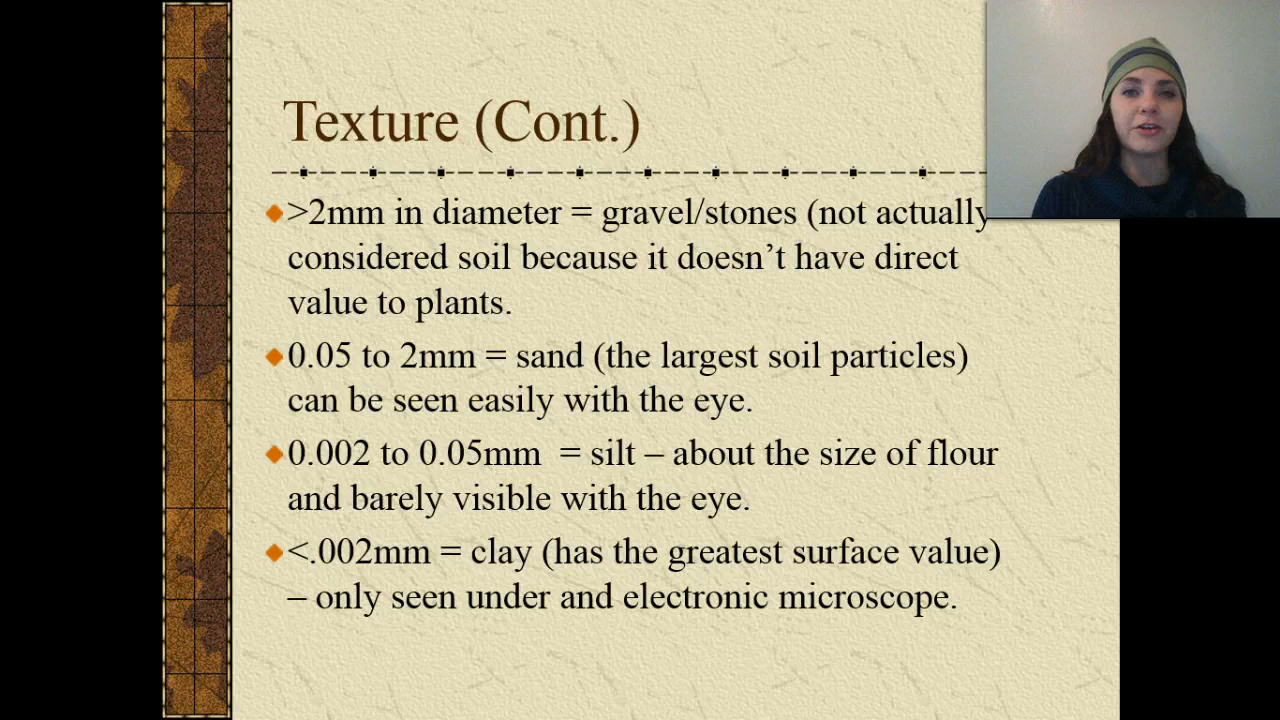 Texture (Cont.)
>2mm in diameter = gravel/stones (not actually
considered soil because it doesn’t have direct
value to plants.
0.05 to 2mm = sand (the largest soil particles)
can be seen easily with the eye.
0.002 to 0.05mm  = silt – about the size of flour
and barely visible with the eye.
<.002mm = clay (has the greatest surface value)
– only seen under and electronic microscope.